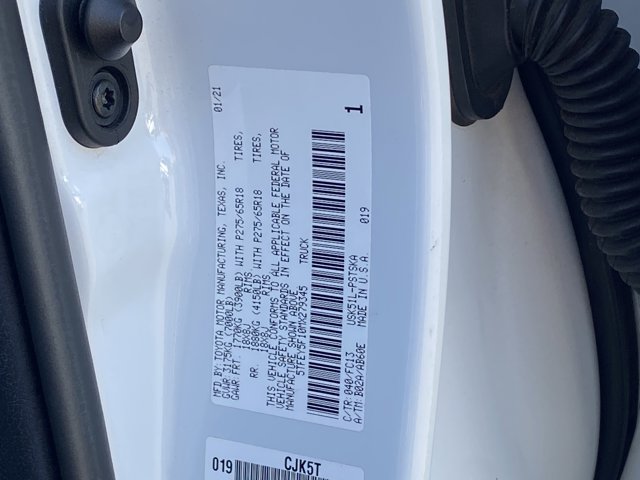 MFD.BY:TOYOTA MOTOR MANUFACTURING, TEXAS, INC. 01/21
GVWR 3175KG (7000LB)
GAWR FRT. 1770KG (3900LB) WITH P275/65R18 TIRES,
18X8J RIMS
RR. 1880KG (4150LB) WITH P275/65R18 TIRES,
18X8J RIMS
THIS VEHICLE CONFORMS TO ALL APPLICABLE FEDERAL MOTOR
VEHICLE SAFETY STANDARDS IN EFFECT ON THE DATE OF
MANUFACTURE SHOWN ABOVE.
5TFEY5F10MX279345 TRUCK
C/TR:040/FC13 USK51L-PSTSKA 019
A/TM:B02A/AB60E MADE IN U.S.A.
1
019 CJK5T